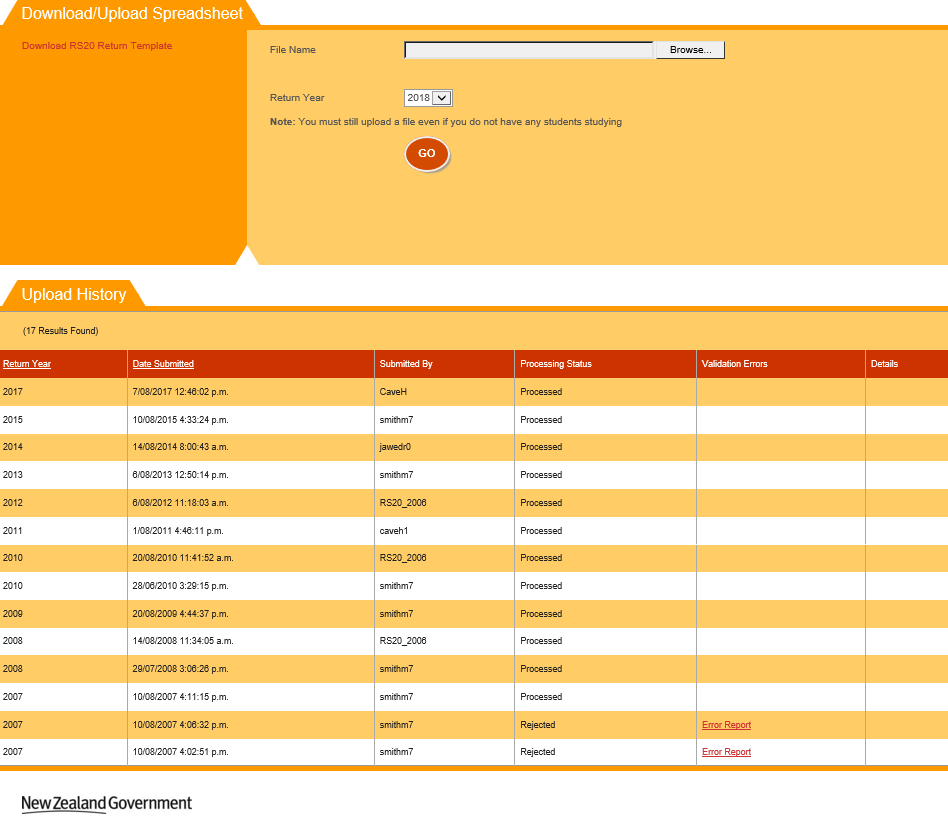 Download/Upload Spreadsheet
Download RS20 Return Template
File Name Browse...
Return Year 2018
Note: You must still upload a file even if you do not have any students studying
GO
Upload History
(17 Results Found)
Return Year Date Submitted Submitted By Processing Status Validation Errors Details
2017 7/08/2017 12:46:02 p.m. CaveH Processed
2015 10/08/2015 4:33:24 p.m. smithm7 Processed
2014 14/08/2014 8:00:43 a.m. jawedr0 Processed
2013 6/08/2013 12:50:14 p.m. smithm7 Processed
2012 6/08/2012 11:18:03 a.m. RS20_2006 Processed
2011 1/08/2011 4:46:11 p.m. caveh1 Processed
2010 20/08/2010 11:41:52 a.m. RS20_2006 Processed
2010 28/06/2010 3:29:15 p.m. smithm7 Processed
2009 20/08/2009 4:44:37 p.m. smithm7 Processed
2008 14/08/2008 11:34:05 a.m. RS20_2006 Processed
2008 29/07/2008 3:06:26 p.m. smithm7 Processed
2007 10/08/2007 4:11:15 p.m. smithm7 Processed
2007 10/08/2007 4:06:32 p.m. smithm7 Rejected Error Report
2007 10/08/2007 4:02:51 p.m. smithm7 Rejected Error Report
New Zealand Government